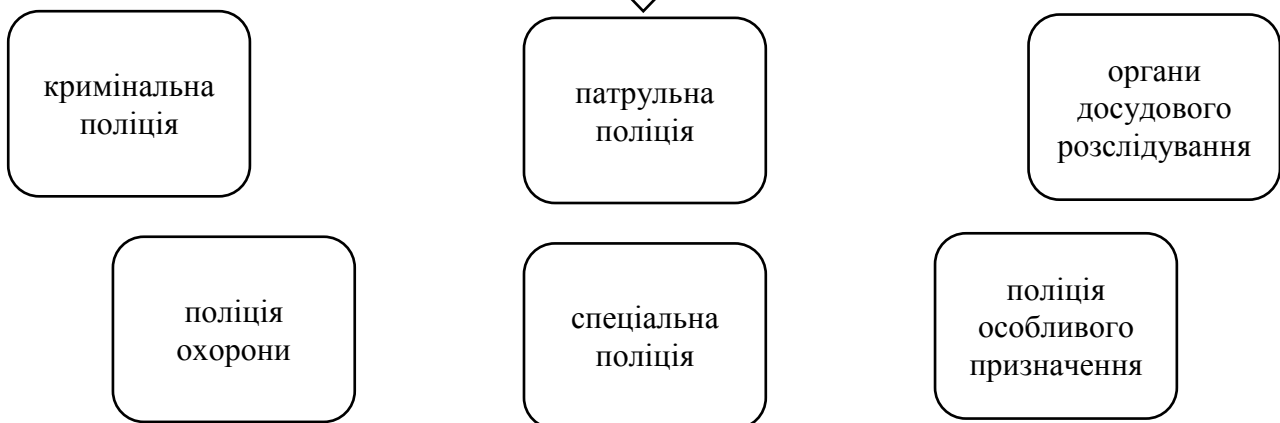 кримінальна
поліція
патрульна
поліція
органи
досудового
розслідування
поліція
охорони
спеціальна
поліція
поліція
особливого
призначення